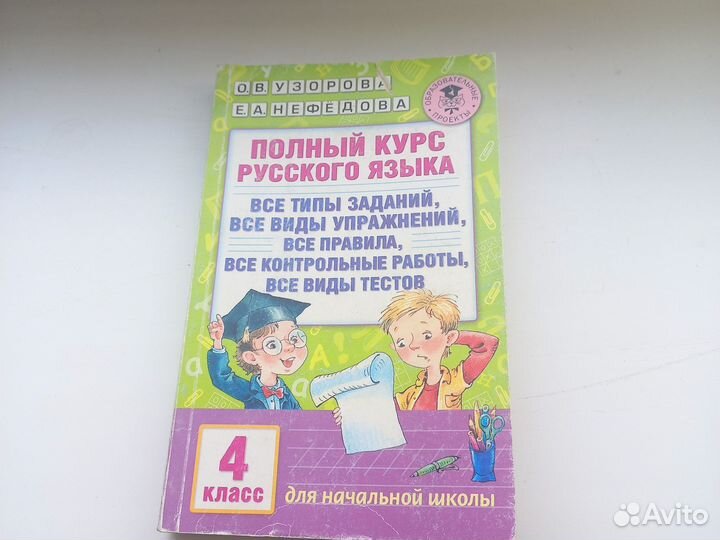 О.В. УЗОРОВА
Е.А. НЕФЁДОВА
ОБРАЗОВАТЕЛЬНЫЕ
ПРОЕКТЫ
ПОЛНЫЙ КУРС
РУССКОГО ЯЗЫКА
ВСЕ ТИПЫ ЗАДАНИЙ,
ВСЕ ВИДЫ УПРАЖНЕНИЙ,
ВСЕ ПРАВИЛА,
ВСЕ КОНТРОЛЬНЫЕ РАБОТЫ,
ВСЕ ВИДЫ ТЕСТОВ
4
КЛАСС
для начальной школы
Avito